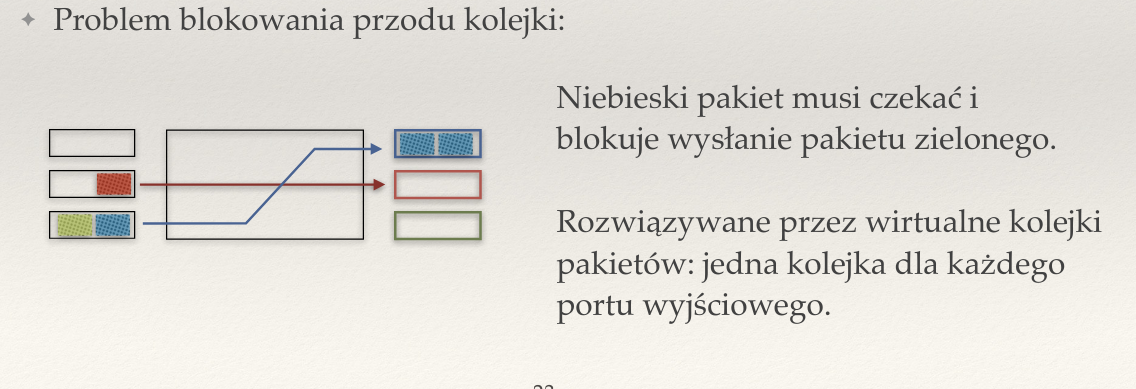 Problem blokowania przodu kolejki:
Niebieski pakiet musi czekać i
blokuje wysłanie pakietu zielonego.
Rozwiązywane przez wirtualne kolejki
pakietów: jedna kolejka dla każdego
portu wyjściowego.